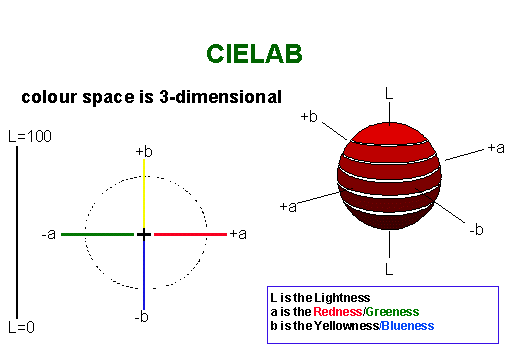 CIELAB
colour space is 3-dimensional
L=100
+b
-a
+a
-b
L=0
L
+b
+a
+a
-b
L
L is the Lightness
a is the Redness/Greeness
b is the Yellowness/Blueness